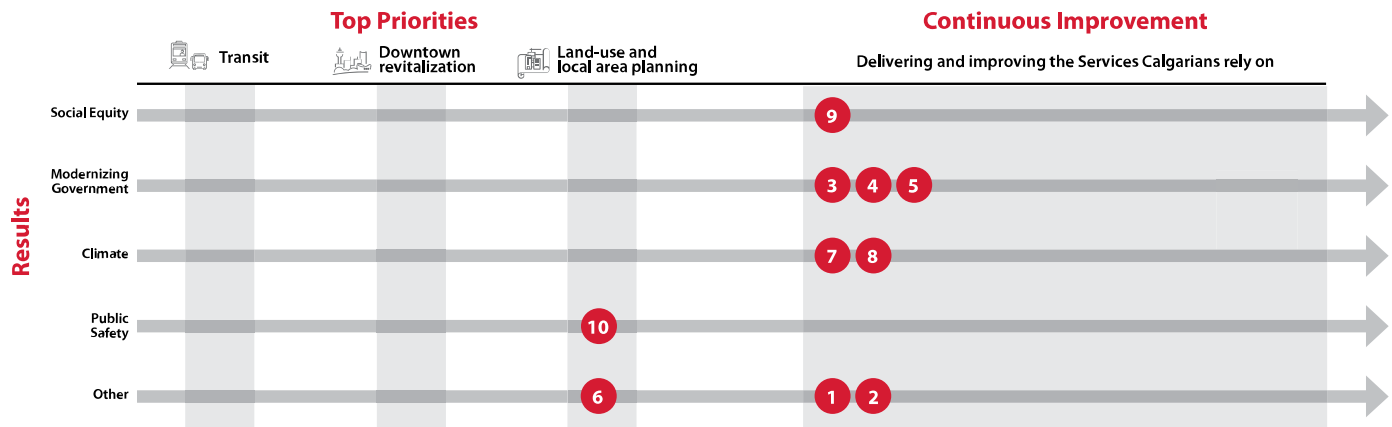 Top Priorities
Continuous Improvement
Transit
Downtown
revitalization
Land-use and
local area planning
Delivering and improving the Services Calgarians rely on
Results
Social Equity
9
Modernizing
Government
3 4 5
Climate
7 8
Public
Safety
10
Other
6 1 2